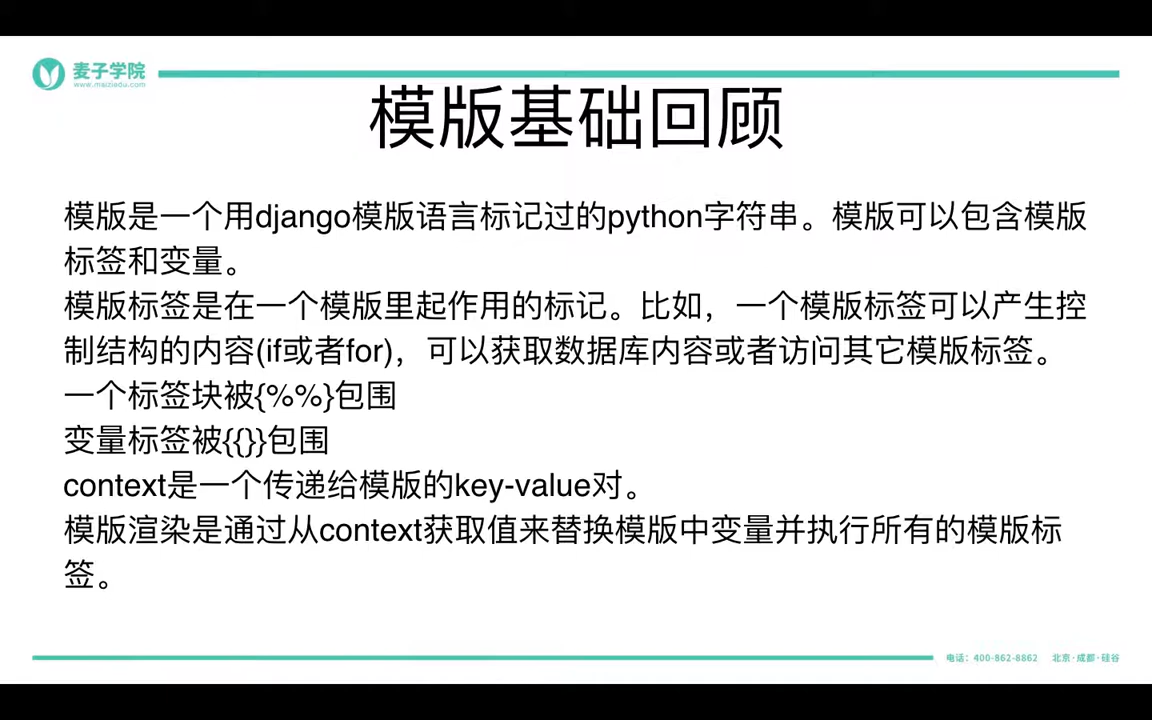 麦子学院
www.maiziedu.com
模版基础回顾
模版是一个用django模版语言标记过的python字符串。模版可以包含模版
标签和变量。
模版标签是在一个模版里起作用的标记。比如，一个模版标签可以产生控
制结构的内容(if或者for)，可以获取数据库内容或者访问其它模版标签。
一个标签块被{%%}包围
变量标签被{{}}包围
context是一个传递给模版的key-value对。
模版渲染是通过从context获取值来替换模版中变量并执行所有的模版标
签。
电话：400-862-8862 北京·成都·硅谷